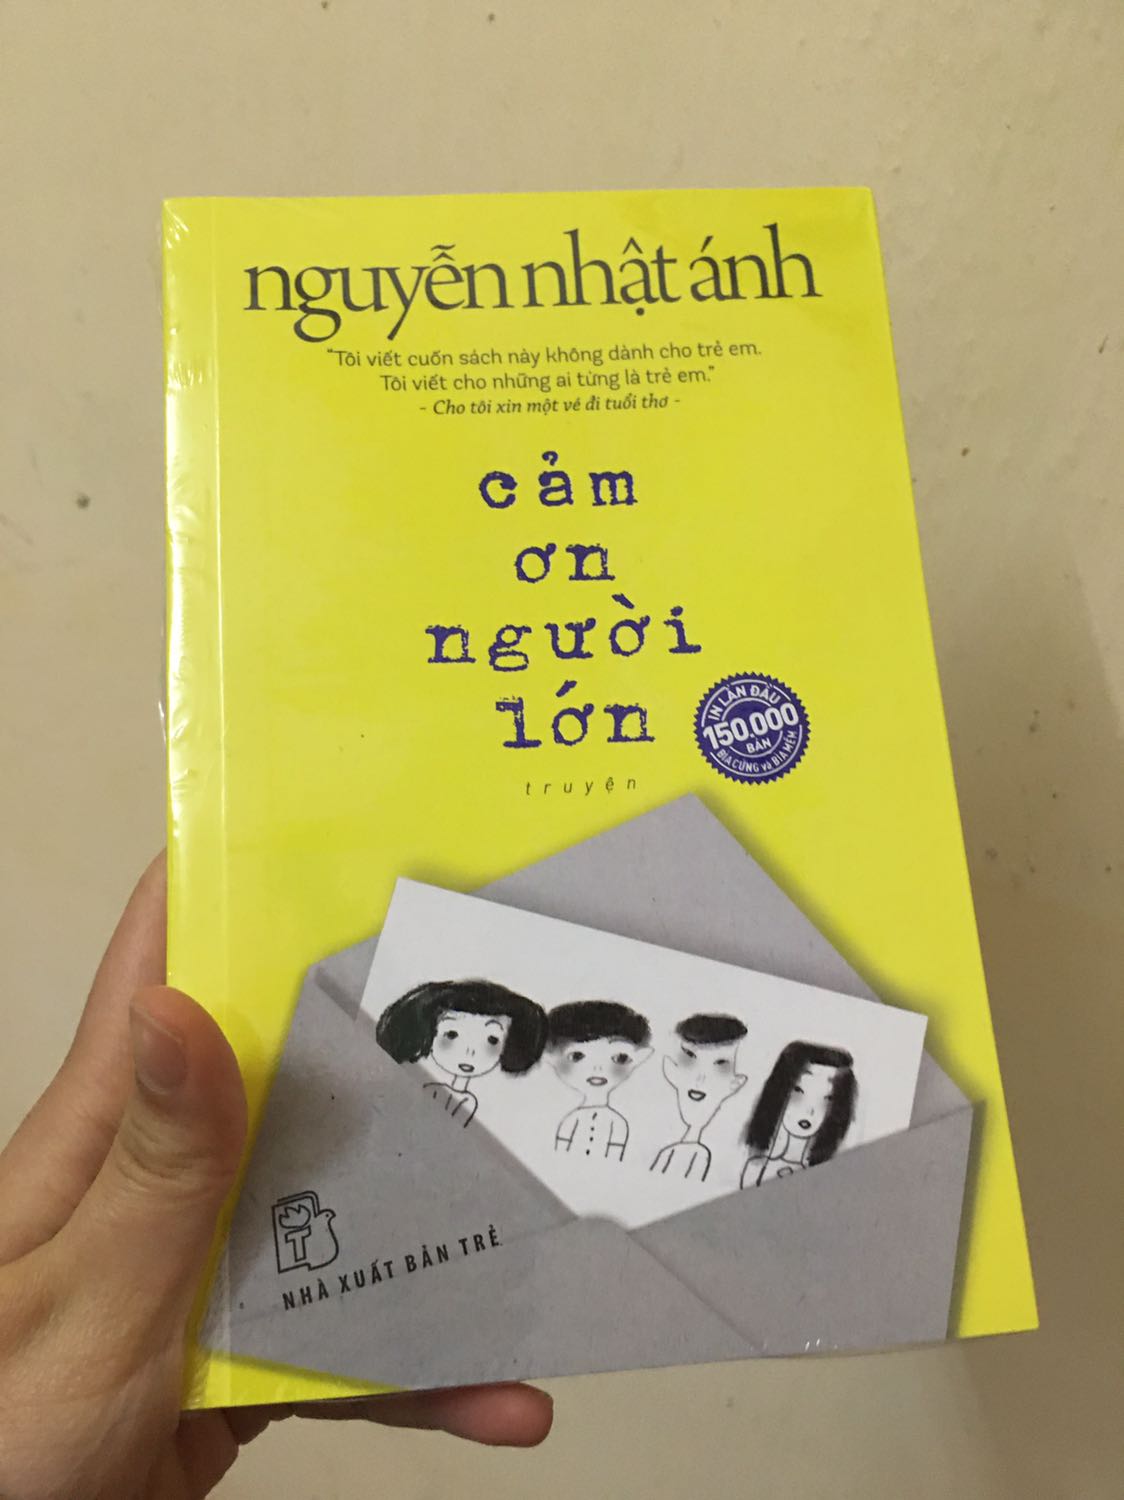 nguyễn nhật ánh
"Tôi viết cuốn sách này không dành cho trẻ em.
Tôi viết cho những ai từng là trẻ em."
- Cho tôi xin một vé đi tuổi thơ -
cảm
ơn
người
lớn
IN LẦN ĐẦU
150.000
BẢN
BÌA CỨNG và BÌA MỀM
truyện
T
NHÀ XUẤT BẢN TRẺ